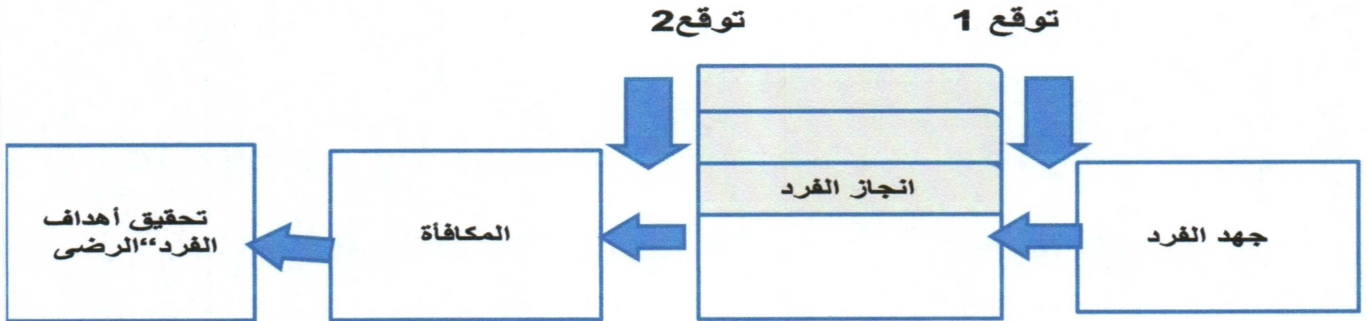 توقع 1
توقع2
جهد الفرد
انجاز الفرد
المكافأة
تحقيق أهداف
الفرد“الرضى